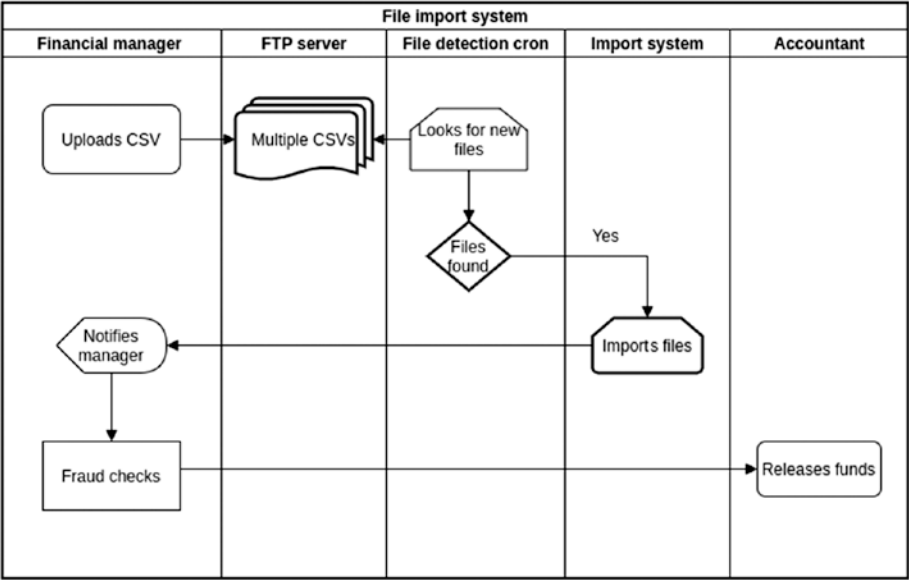 File import system
Financial manager
FTP server
File detection cron
Import system
Accountant
Uploads CSV
Multiple CSVs
Looks for new
files
Files
found
Yes
Notifies
manager
Imports files
Fraud checks
Releases funds